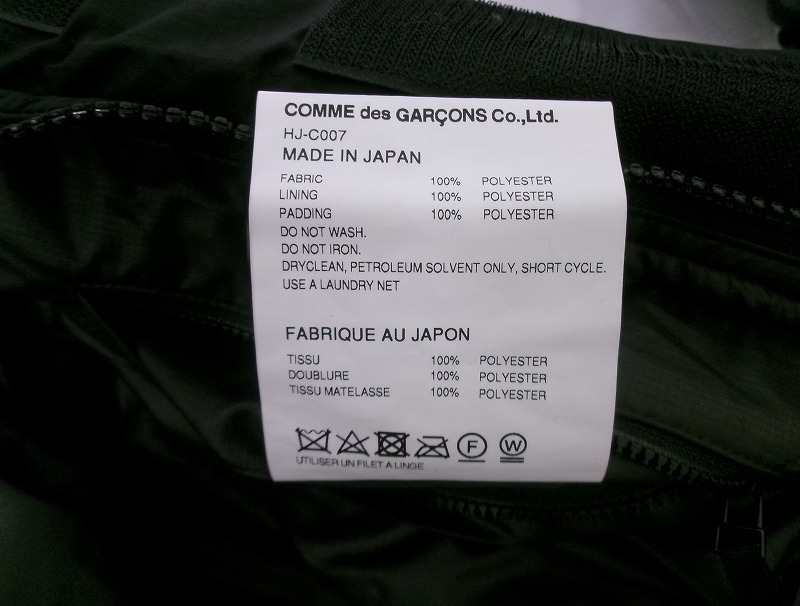 COMME des GARÇONS Co.,Ltd.
HJ-C007
MADE IN JAPAN
FABRIC 100% POLYESTER
LINING 100% POLYESTER
PADDING 100% POLYESTER
DO NOT WASH.
DO NOT IRON.
DRYCLEAN, PETROLEUM SOLVENT ONLY, SHORT CYCLE.
USE A LAUNDRY NET
FABRIQUE AU JAPON
TISSU 100% POLYESTER
DOUBLURE 100% POLYESTER
TISSU MATELASSE 100% POLYESTER
F W
UTILISER UN FILET A LINGE